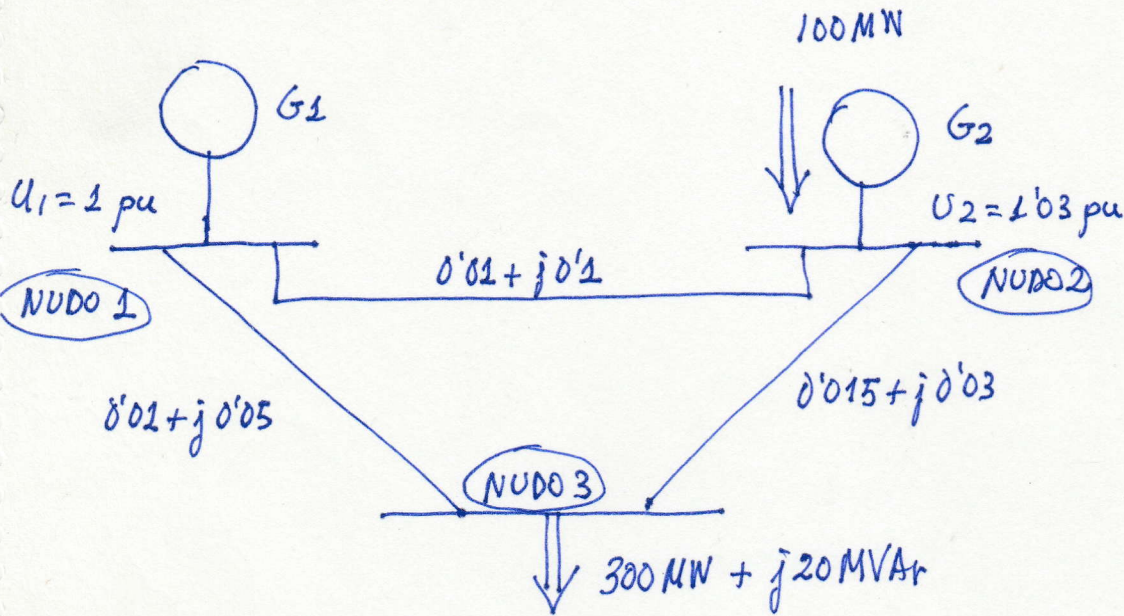 100MW
G1
G2
U1 = 1 pu
U2 = 1'03 pu
0'01 + j0'1
NUDO 1
NUDO 2
0'01 + j0'05
0'015 + j0'03
NUDO 3
300MW + j20MVAr